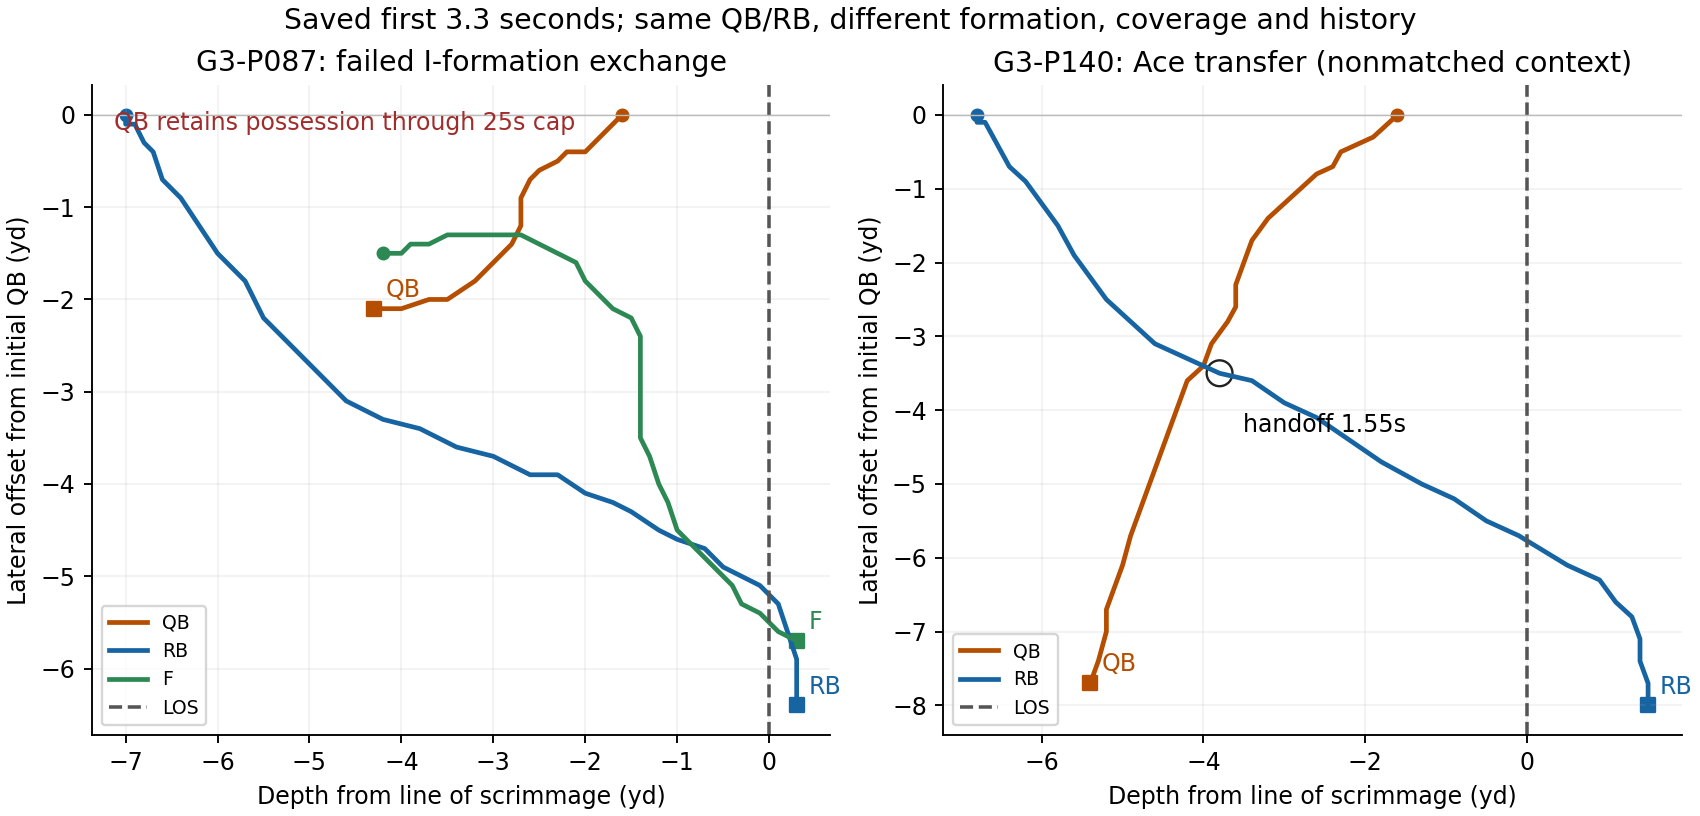 Saved first 3.3 seconds; same QB/RB, different formation, coverage and history
G3-P087: failed I-formation exchange
Lateral offset from initial QB (yd)
0
−1
−2
−3
−4
−5
−6
QB retains possession through 25s cap
QB
F
RB
QB
RB
F
LOS
−7
−6
−5
−4
−3
−2
−1
0
Depth from line of scrimmage (yd)
G3-P140: Ace transfer (nonmatched context)
Lateral offset from initial QB (yd)
0
−1
−2
−3
−4
−5
−6
−7
−8
handoff 1.55s
QB
RB
QB
RB
LOS
−6
−4
−2
0
Depth from line of scrimmage (yd)